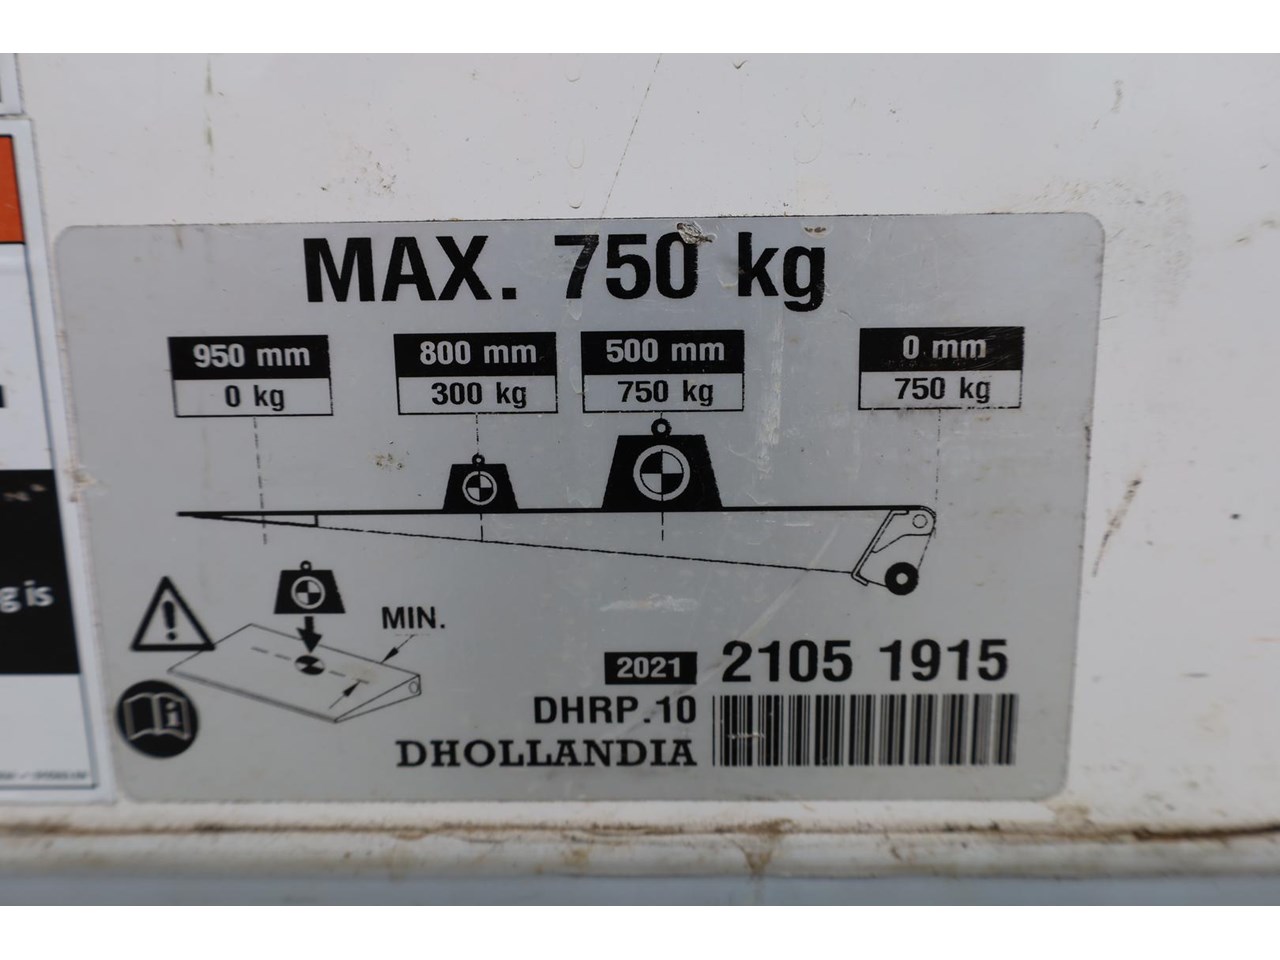 MAX. 750 kg
950 mm
0 kg
800 mm
300 kg
500 mm
750 kg
0 mm
750 kg
MIN.
2021 2105 1915
DHRP.10
DHOLLANDIA
g is